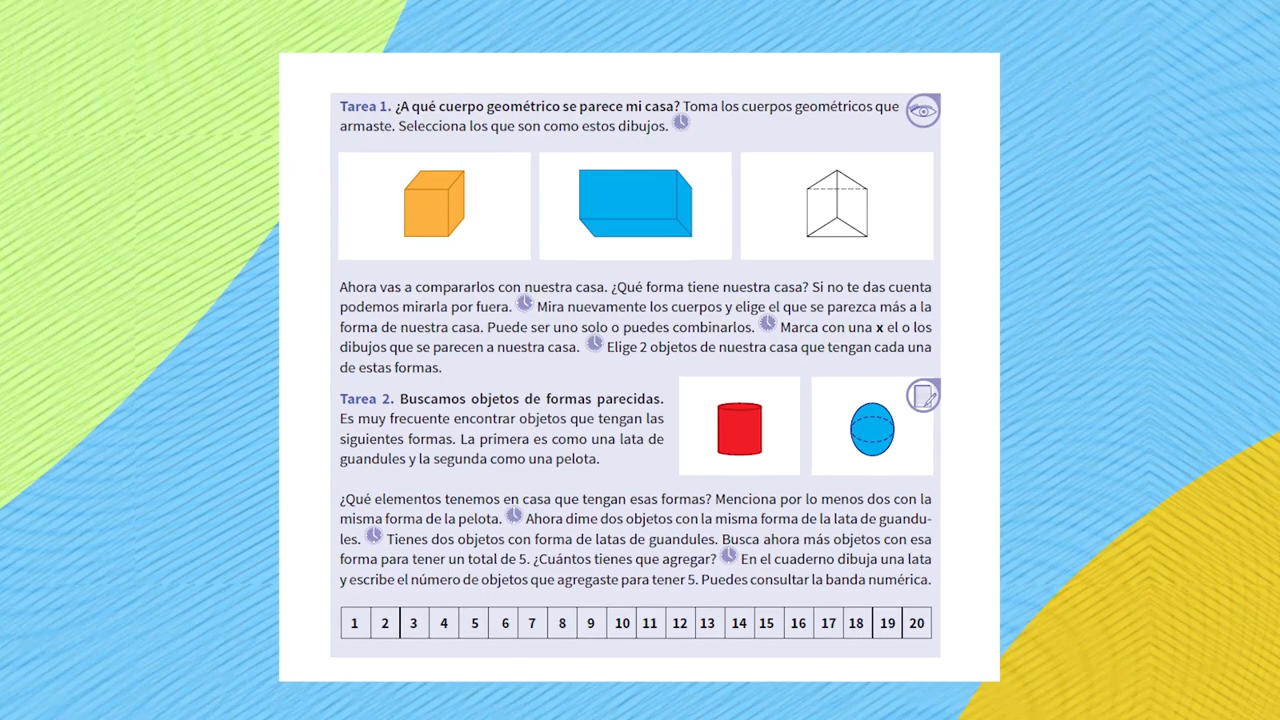 Tarea 1. ¿A qué cuerpo geométrico se parece mi casa? Toma los cuerpos geométricos que
armaste. Selecciona los que son como estos dibujos.
Ahora vas a compararlos con nuestra casa. ¿Qué forma tiene nuestra casa? Si no te das cuenta
podemos mirarla por fuera. Mira nuevamente los cuerpos y elige el que se parezca más a la
forma de nuestra casa. Puede ser uno solo o puedes combinarlos. Marca con una x el o los
dibujos que se parecen a nuestra casa. Elige 2 objetos de nuestra casa que tengan cada una
de estas formas.
Tarea 2. Buscamos objetos de formas parecidas.
Es muy frecuente encontrar objetos que tengan las
siguientes formas. La primera es como una lata de
guandules y la segunda como una pelota.
¿Qué elementos tenemos en casa que tengan esas formas? Menciona por lo menos dos con la
misma forma de la pelota. Ahora dime dos objetos con la misma forma de la lata de guandu-
les. Tienes dos objetos con forma de latas de guandules. Busca ahora más objetos con esa
forma para tener un total de 5. ¿Cuántos tienes que agregar? En el cuaderno dibuja una lata
y escribe el número de objetos que agregaste para tener 5. Puedes consultar la banda numérica.
1 2 3 4 5 6 7 8 9 10 11 12 13 14 15 16 17 18 19 20